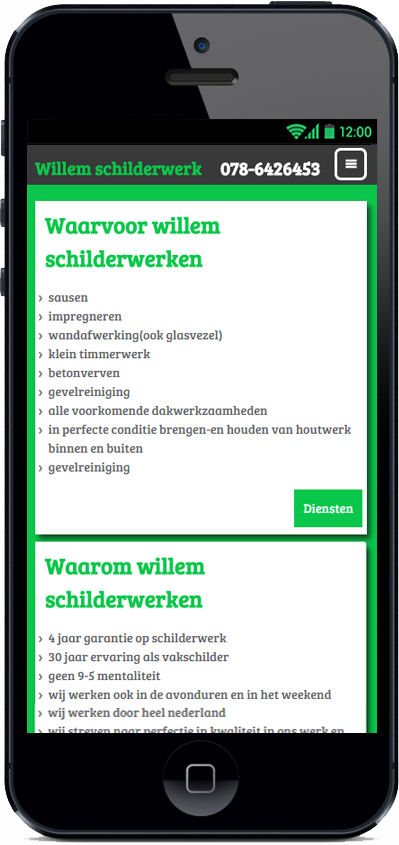 12:00
Willem schilderwerk 078-6426453
Waarvoor willem
schilderwerken
› sausen
› impregneren
› wandafwerking(ook glasvezel)
› klein timmerwerk
› betonverven
› gevelreiniging
› alle voorkomende dakwerkzaamheden
› in perfecte conditie brengen-en houden van houtwerk
binnen en buiten
› gevelreiniging
Diensten
Waarom willem
schilderwerken
› 4 jaar garantie op schilderwerk
› 30 jaar ervaring als vakschilder
› geen 9-5 mentaliteit
› wij werken ook in de avonduren en in het weekend
› wij werken door heel nederland
› wij streven naar perfectie in kwaliteit in ons werk en